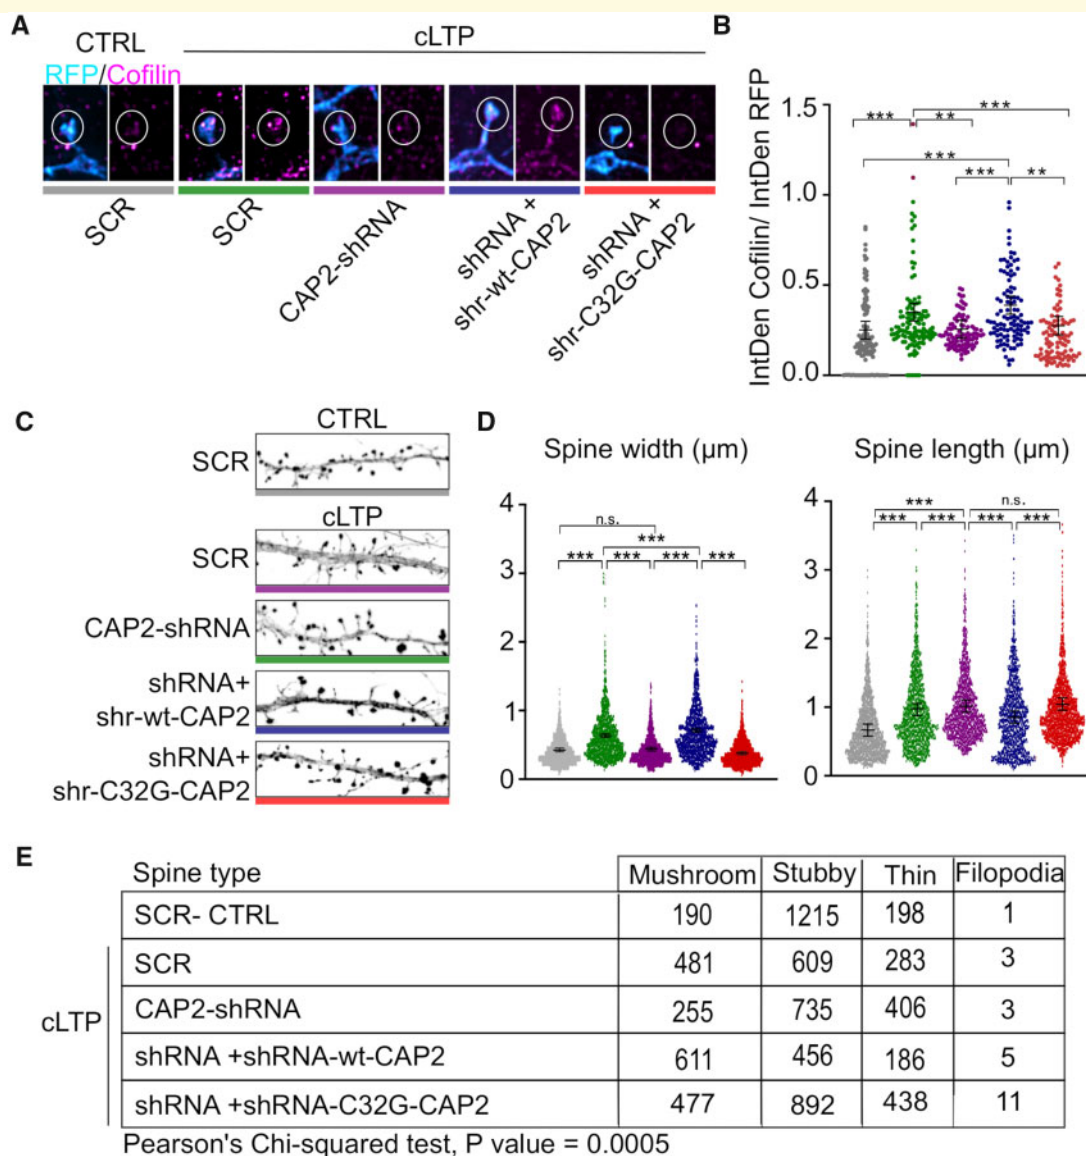 A
CTRL
cLTP
RFP/Cofilin
SCR
SCR
CAP2-shRNA
shRNA +
shr-wt-CAP2
shRNA +
shr-C32G-CAP2
B
IntDen Cofilin/ IntDen RFP
1.5
1.0
0.5
0.0
***
**
***
***
***
**
C
CTRL
SCR
cLTP
SCR
CAP2-shRNA
shRNA+
shr-wt-CAP2
shRNA+
shr-C32G-CAP2
D
Spine width (µm)
4
3
2
1
0
n.s.
***
*** *** *** ***
Spine length (µm)
4
3
2
1
0
*** n.s.
*** *** *** ***
E
Spine type Mushroom Stubby Thin Filopodia
SCR- CTRL 190 1215 198 1
cLTP
SCR 481 609 283 3
CAP2-shRNA 255 735 406 3
shRNA +shRNA-wt-CAP2 611 456 186 5
shRNA +shRNA-C32G-CAP2 477 892 438 11
Pearson's Chi-squared test, P value = 0.0005